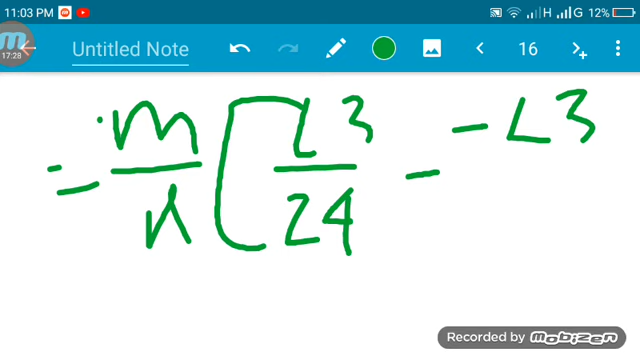 11:03 PM H G 12%
17:28 Untitled Note 16
= m/λ [ L3/24 - -L3
Recorded by mobizen